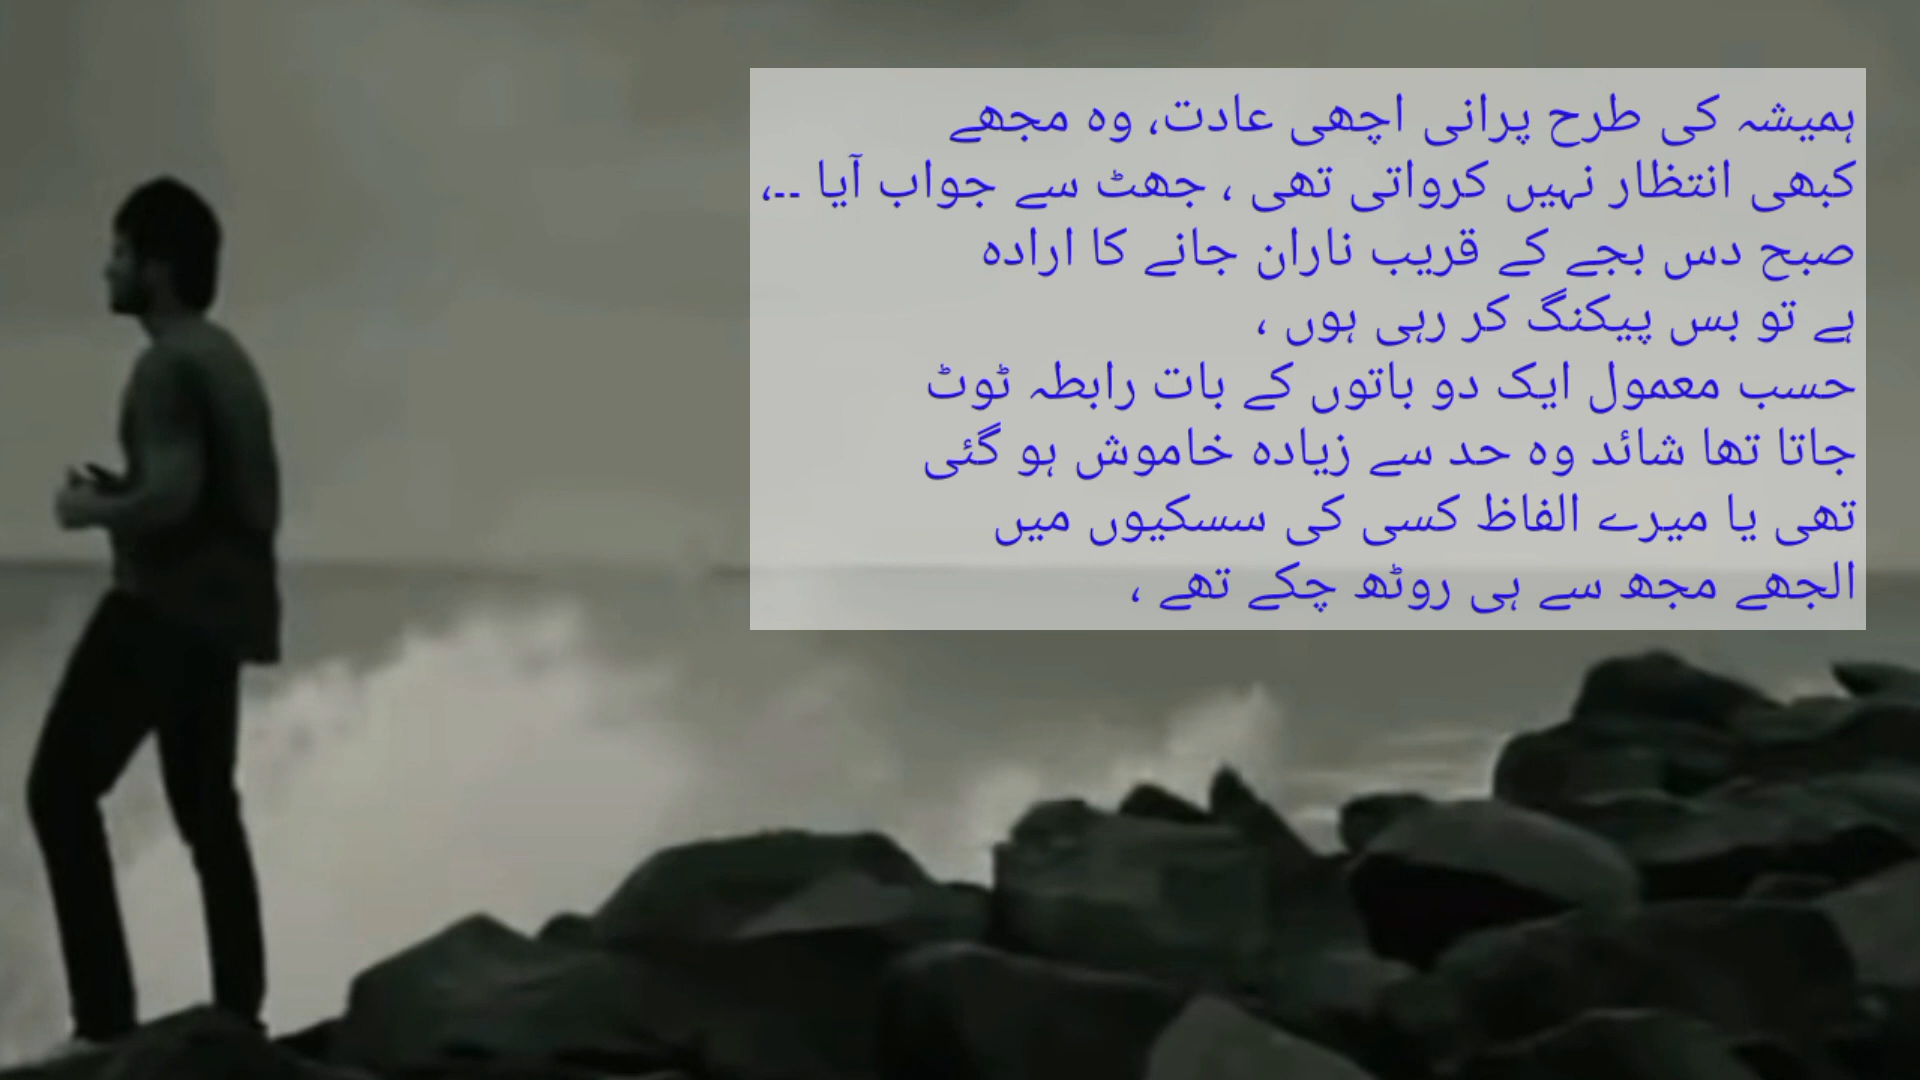 ہمیشہ کی طرح پرانی اچھی عادت، وہ مجھے
کبھی انتظار نہیں کرواتی تھی ، جھٹ سے جواب آیا ۔۔،
صبح دس بجے کے قریب ناران جانے کا ارادہ
ہے تو بس پیکنگ کر رہی ہوں ،
حسب معمول ایک دو باتوں کے بات رابطہ ٹوٹ
جاتا تھا شائد وہ حد سے زیادہ خاموش ہو گئی
تھی یا میرے الفاظ کسی کی سسکیوں میں
الجھے مجھ سے ہی روٹھ چکے تھے ،